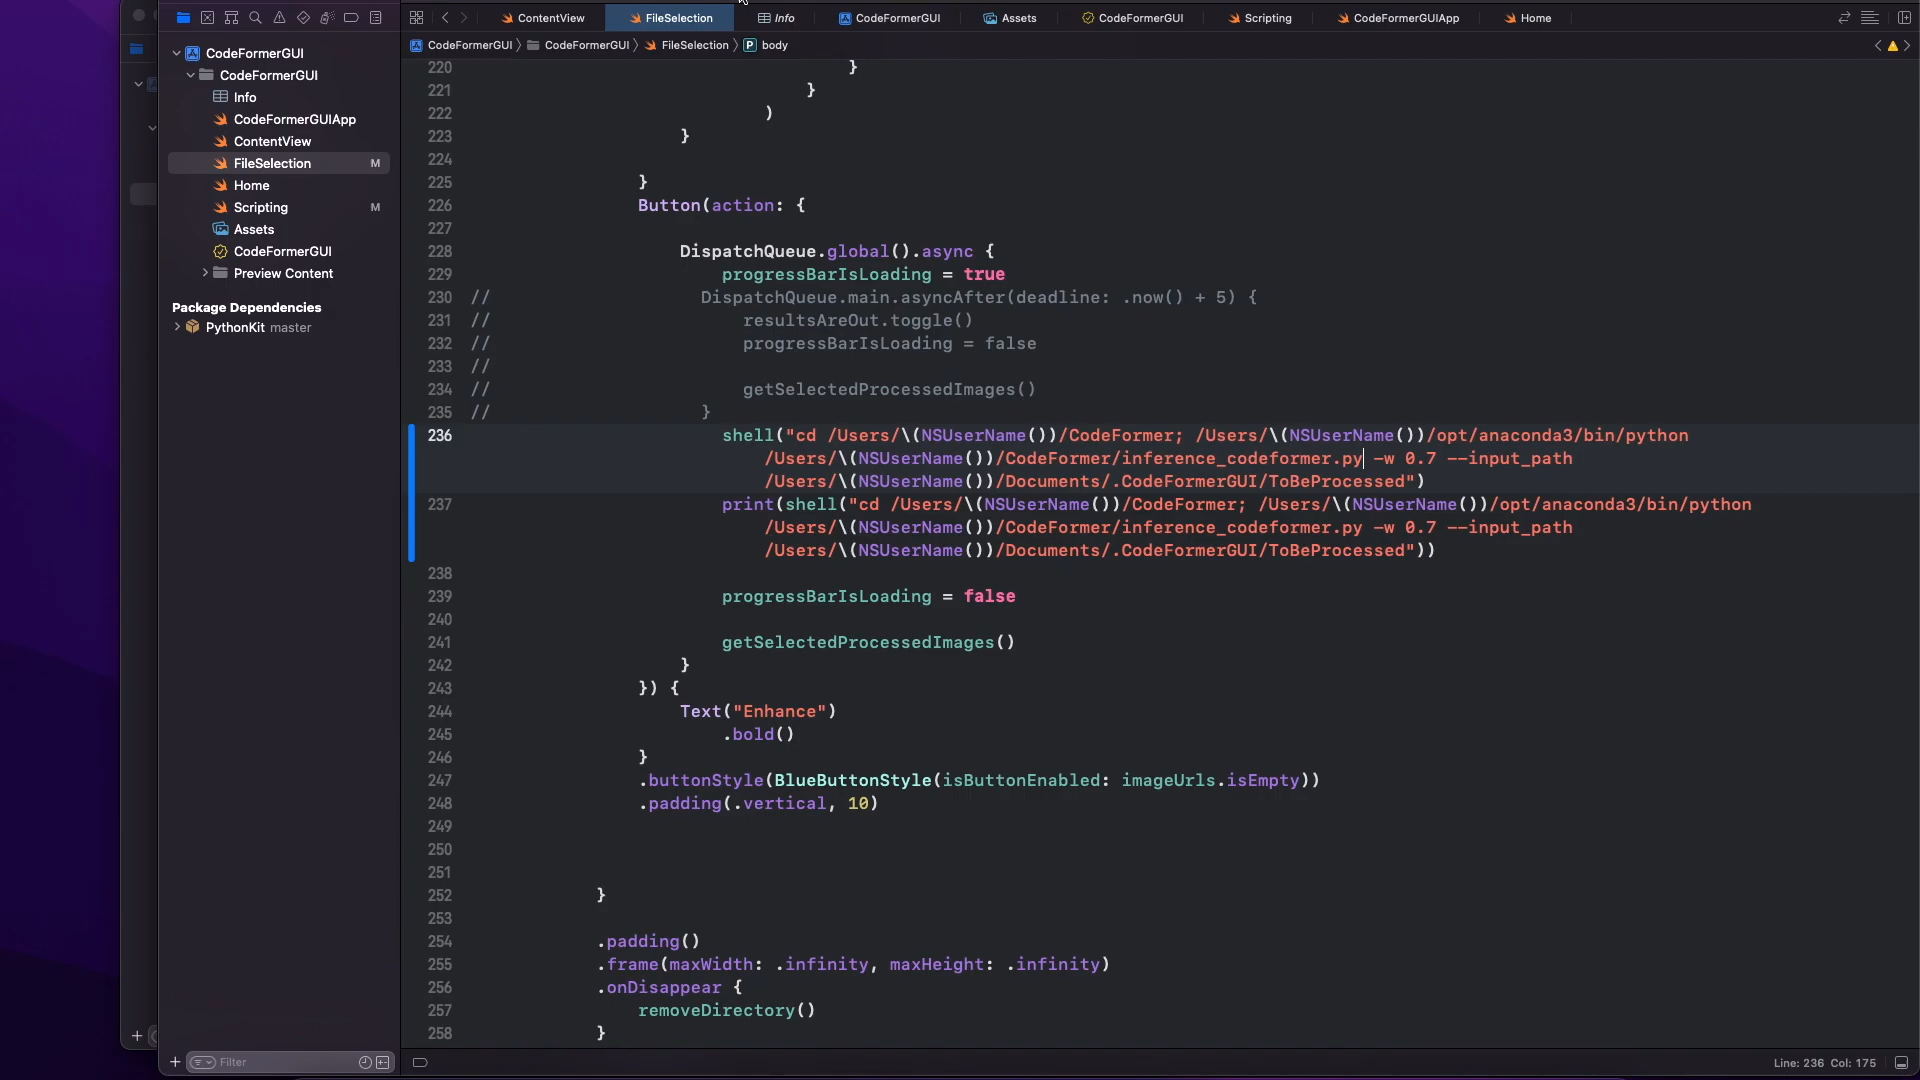 ContentView
FileSelection
Info
CodeFormerGUI
Assets
CodeFormerGUI
Scripting
CodeFormerGUIApp
Home
CodeFormerGUI
CodeFormerGUI
FileSelection
P body
CodeFormerGUI
CodeFormerGUI
Info
CodeFormerGUIApp
ContentView
FileSelection M
Home
Scripting M
Assets
CodeFormerGUI
Preview Content
Package Dependencies
PythonKit master
220 }
221 }
222 )
223 }
224
225 }
226 Button(action: {
227
228 DispatchQueue.global().async {
229 progressBarIsLoading = true
230 // DispatchQueue.main.asyncAfter(deadline: .now() + 5) {
231 // resultsAreOut.toggle()
232 // progressBarIsLoading = false
233 //
234 // getSelectedProcessedImages()
235 // }
236 shell("cd /Users/\(NSUserName())/CodeFormer; /Users/\(NSUserName())/opt/anaconda3/bin/python
/Users/\(NSUserName())/CodeFormer/inference_codeformer.py -w 0.7 --input_path
/Users/\(NSUserName())/Documents/.CodeFormerGUI/ToBeProcessed")
237 print(shell("cd /Users/\(NSUserName())/CodeFormer; /Users/\(NSUserName())/opt/anaconda3/bin/python
/Users/\(NSUserName())/CodeFormer/inference_codeformer.py -w 0.7 --input_path
/Users/\(NSUserName())/Documents/.CodeFormerGUI/ToBeProcessed"))
238
239 progressBarIsLoading = false
240
241 getSelectedProcessedImages()
242 }
243 }) {
244 Text("Enhance")
245 .bold()
246 }
247 .buttonStyle(BlueButtonStyle(isButtonEnabled: imageUrls.isEmpty))
248 .padding(.vertical, 10)
249
250
251
252 }
253
254 .padding()
255 .frame(maxWidth: .infinity, maxHeight: .infinity)
256 .onDisappear {
257 removeDirectory()
258 }
Filter
Line: 236 Col: 175